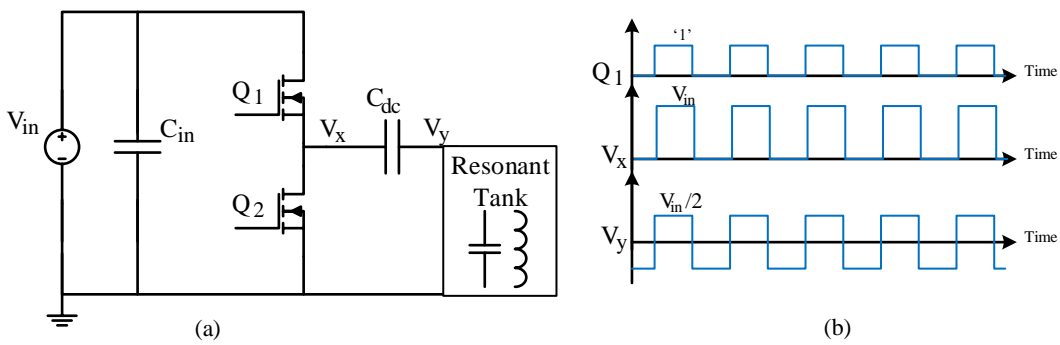 V_in
C_in
Q_1
Q_2
V_x
C_dc
V_y
Resonant
Tank
(a)
Q_1
'1'
Time
V_x
V_in
Time
V_y
V_in/2
Time
(b)